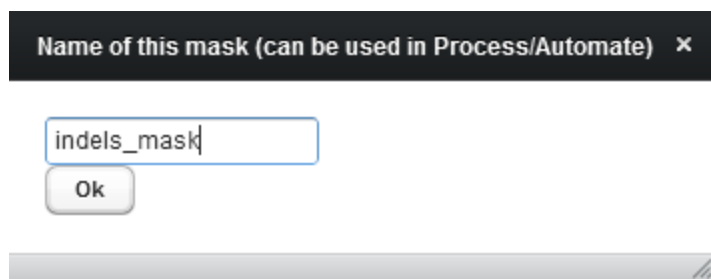 Name of this mask (can be used in Process/Automate) ×
indels_mask
Ok